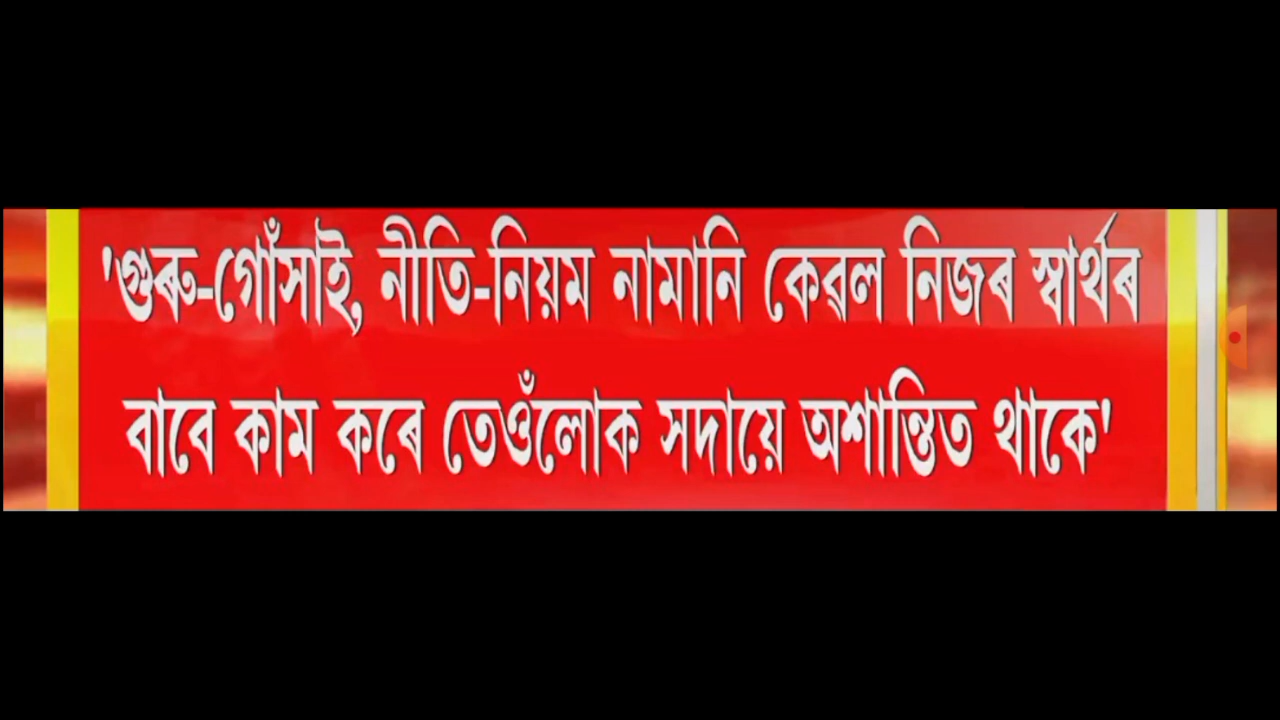 'গুৰু-গোঁসাই, নীতি-নিয়ম নামানি কেৱল নিজৰ স্বাৰ্থৰ
বাবে কাম কৰে তেওঁলোক সদায়ে অশান্তিত থাকে'